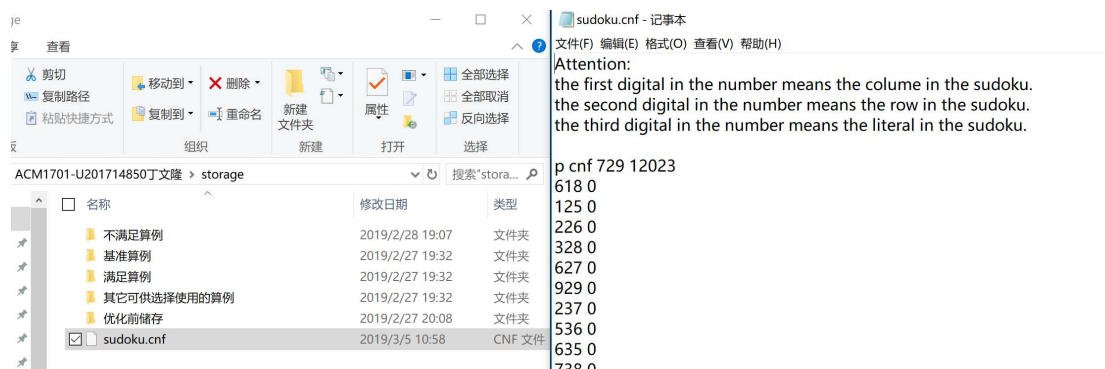 查看
剪切
复制路径
粘贴快捷方式
移动到
复制到
删除
重命名
组织
新建
文件夹
新建
属性
打开
全部选择
全部取消
反向选择
选择
ACM1701-U201714850丁文隆 > storage
搜索"stora...
名称 修改日期 类型
不满足算例 2019/2/28 19:07 文件夹
基准算例 2019/2/27 19:32 文件夹
满足算例 2019/2/27 19:32 文件夹
其它可供选择使用的算例 2019/2/27 19:32 文件夹
优化前储存 2019/2/27 20:08 文件夹
sudoku.cnf 2019/3/5 10:58 CNF 文件
sudoku.cnf - 记事本
文件(F) 编辑(E) 格式(O) 查看(V) 帮助(H)
Attention:
the first digital in the number means the colume in the sudoku.
the second digital in the number means the row in the sudoku.
the third digital in the number means the literal in the sudoku.
p cnf 729 12023
618 0
125 0
226 0
328 0
627 0
929 0
237 0
536 0
635 0
738 0